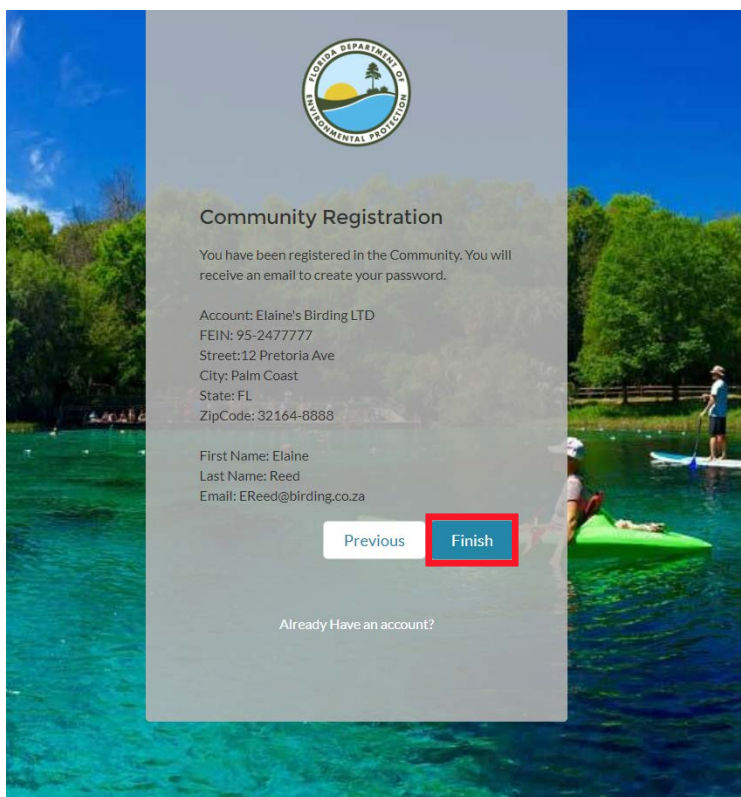 FLORIDA DEPARTMENT OF
ENVIRONMENTAL PROTECTION
Community Registration
You have been registered in the Community. You will
receive an email to create your password.
Account: Elaine's Birding LTD
FEIN: 95-2477777
Street:12 Pretoria Ave
City: Palm Coast
State: FL
ZipCode: 32164-8888
First Name: Elaine
Last Name: Reed
Email: EReed@birding.co.za
Previous
Finish
Already Have an account?